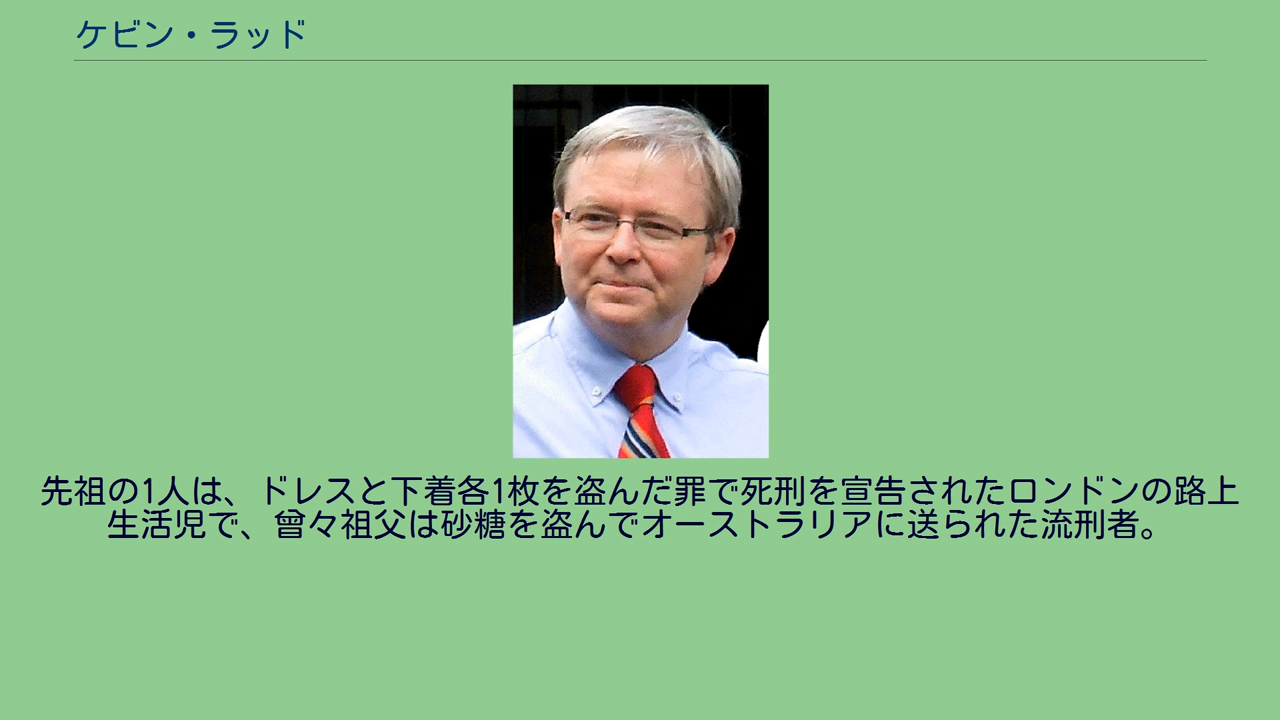 ケビン・ラッド
先祖の1人は、ドレスと下着各1枚を盗んだ罪で死刑を宣告されたロンドンの路上
生活児で、曾々祖父は砂糖を盗んでオーストラリアに送られた流刑者。